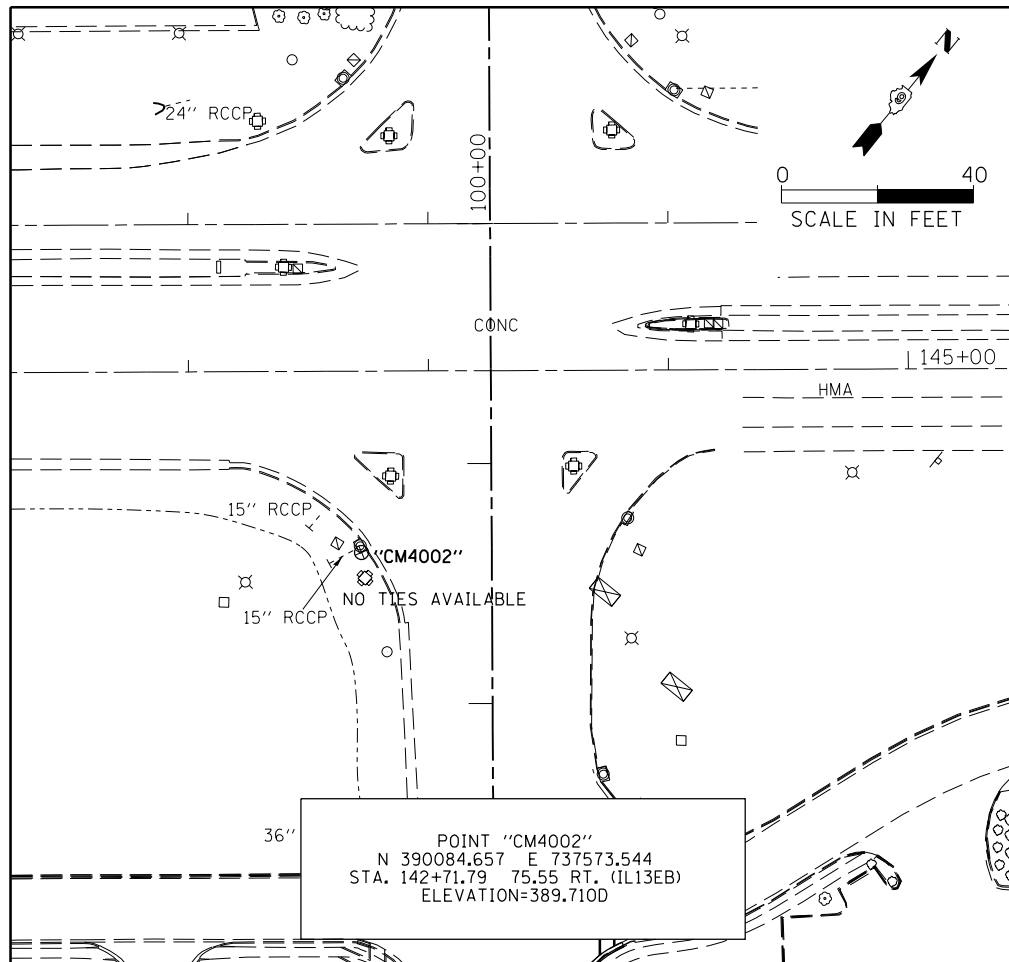 N
24'' RCCP
0 40
SCALE IN FEET
100+00
CONC
145+00
HMA
15'' RCCP
"CM4002"
NO TIES AVAILABLE
15'' RCCP
36''
POINT "CM4002"
N 390084.657 E 737573.544
STA. 142+71.79 75.55 RT. (IL13EB)
ELEVATION=389.710D